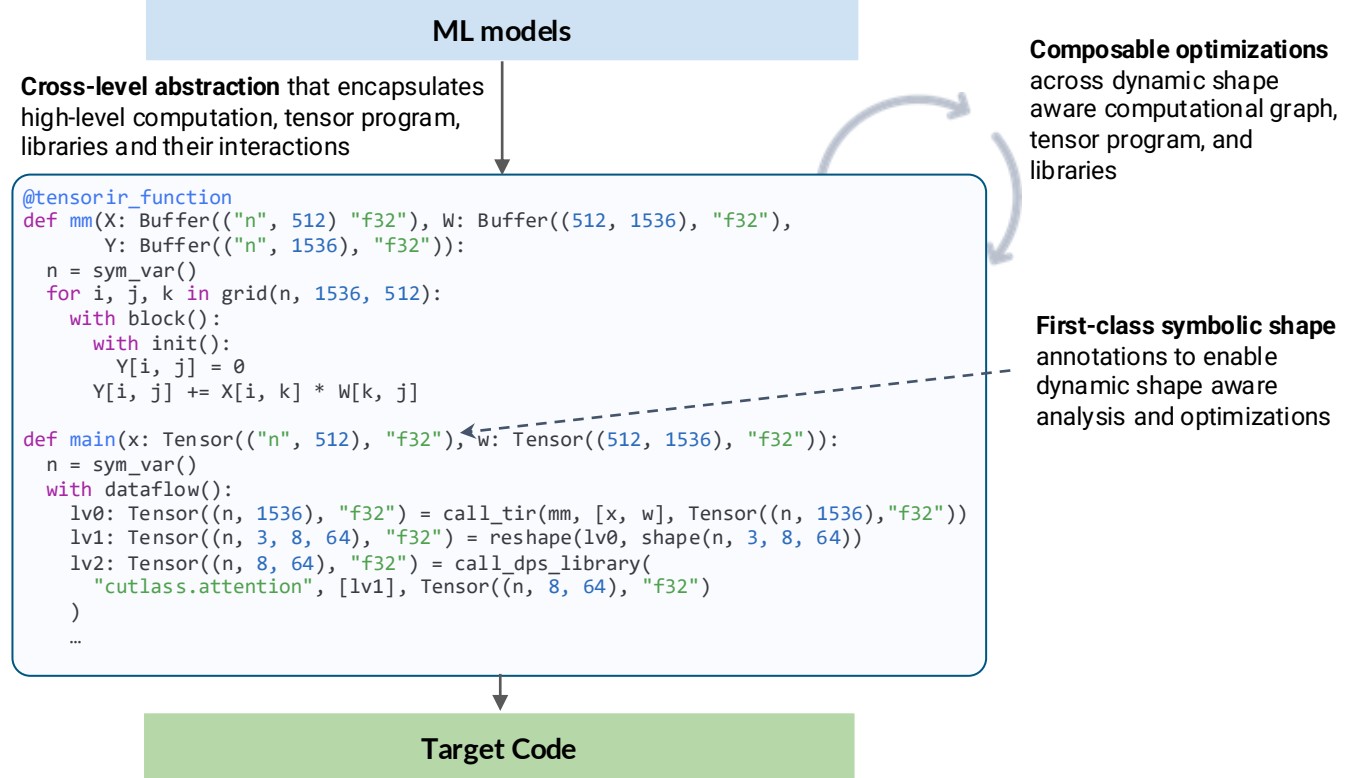 ML models
Cross-level abstraction that encapsulates
high-level computation, tensor program,
libraries and their interactions
Composable optimizations
across dynamic shape
aware computational graph,
tensor program, and
libraries
@tensorir_function
def mm(X: Buffer(("n", 512) "f32"), W: Buffer((512, 1536), "f32"),
       Y: Buffer(("n", 1536), "f32")):
  n = sym_var()
  for i, j, k in grid(n, 1536, 512):
    with block():
      with init():
        Y[i, j] = 0
      Y[i, j] += X[i, k] * W[k, j]
First-class symbolic shape
annotations to enable
dynamic shape aware
analysis and optimizations
def main(x: Tensor(("n", 512), "f32"), w: Tensor((512, 1536), "f32")):
  n = sym_var()
  with dataflow():
    lv0: Tensor((n, 1536), "f32") = call_tir(mm, [x, w], Tensor((n, 1536),"f32"))
    lv1: Tensor((n, 3, 8, 64), "f32") = reshape(lv0, shape(n, 3, 8, 64))
    lv2: Tensor((n, 8, 64), "f32") = call_dps_library(
      "cutlass.attention", [lv1], Tensor((n, 8, 64), "f32")
    )
    …
Target Code